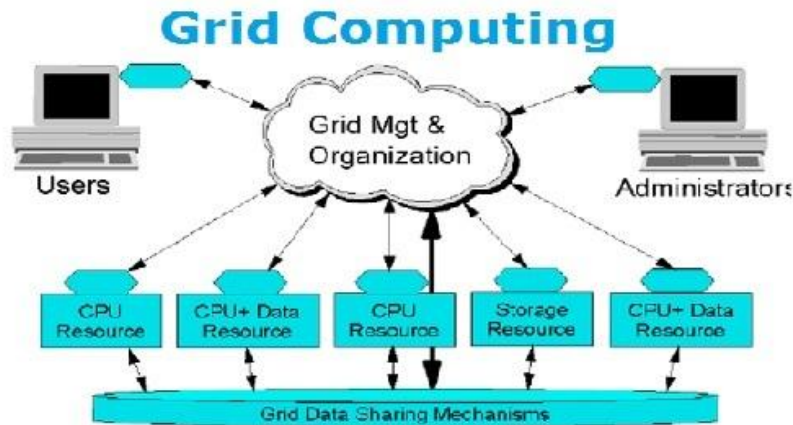 Grid Computing
Grid Mgt &
Organization
Users
Administrators
CPU
Resource
CPU+ Data
Resource
CPU
Resource
Storage
Resource
CPU+ Data
Resource
Grid Data Sharing Mechanisms